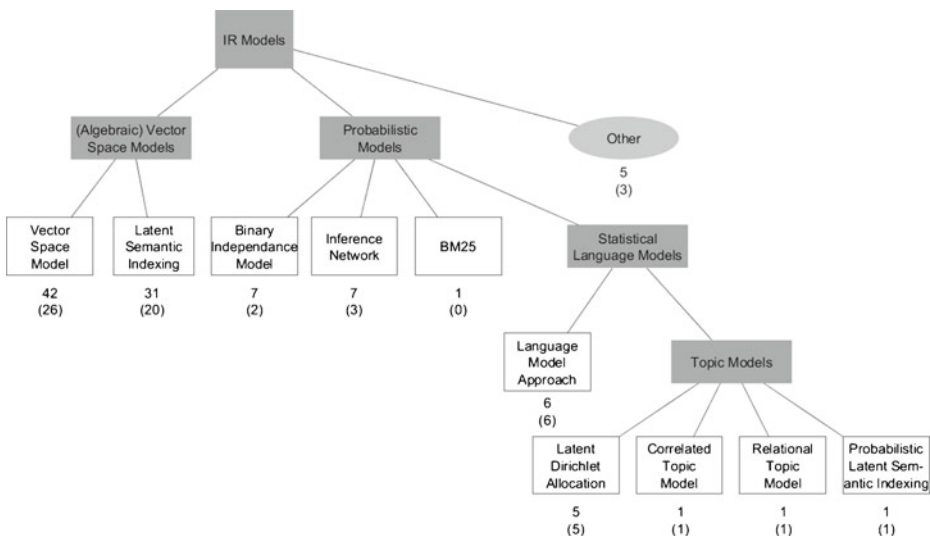 IR Models
(Algebraic) Vector
Space Models
Probabilistic
Models
Other
5
(3)
Vector
Space
Model
42
(26)
Latent
Semantic
Indexing
31
(20)
Binary
Independance
Model
7
(2)
Inference
Network
7
(3)
BM25
1
(0)
Statistical
Language Models
Language
Model
Approach
6
(6)
Topic Models
Latent
Dirichlet
Allocation
5
(5)
Correlated
Topic
Model
1
(1)
Relational
Topic
Model
1
(1)
Probabilistic
Latent Sem-
antic Indexing
1
(1)